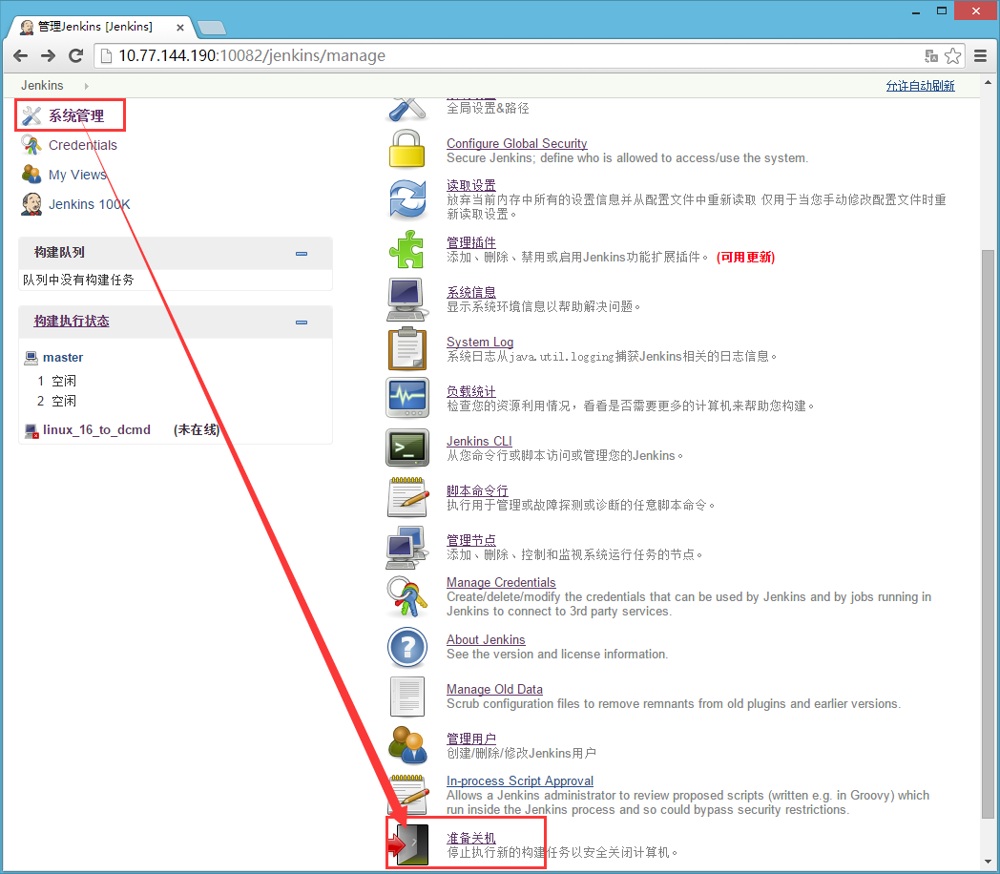 管理Jenkins [Jenkins]
10.77.144.190:10082/jenkins/manage
Jenkins
允许自动刷新
系统管理
Credentials
My Views
Jenkins 100K
构建队列
队列中没有构建任务
构建执行状态
master
1 空闲
2 空闲
linux_16_to_dcmd (未在线)
全局设置&路径
Configure Global Security
Secure Jenkins; define who is allowed to access/use the system.
读取设置
放弃当前内存中所有的设置信息并从配置文件中重新读取 仅用于当您手动修改配置文件时重
新读取设置。
管理插件
添加、删除、禁用或启用Jenkins功能扩展插件。 (可用更新)
系统信息
显示系统环境信息以帮助解决问题。
System Log
系统日志从java.util.logging捕获Jenkins相关的日志信息。
负载统计
检查您的资源利用情况，看看是否需要更多的计算机来帮助您构建。
Jenkins CLI
从您命令行或脚本访问或管理您的Jenkins。
脚本命令行
执行用于管理或故障探测或诊断的任意脚本命令。
管理节点
添加、删除、控制和监视系统运行任务的节点。
Manage Credentials
Create/delete/modify the credentials that can be used by Jenkins and by jobs running in
Jenkins to connect to 3rd party services.
About Jenkins
See the version and license information.
Manage Old Data
Scrub configuration files to remove remnants from old plugins and earlier versions.
管理用户
创建/删除/修改Jenkins用户
In-process Script Approval
Allows a Jenkins administrator to review proposed scripts (written e.g. in Groovy) which
run inside the Jenkins process and so could bypass security restrictions.
准备关机
停止执行新的构建任务以安全关闭计算机。